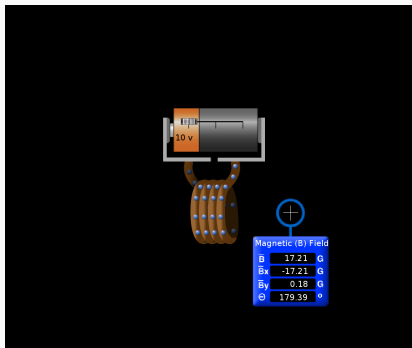 10 v
Magnetic (B) Field
B 17.21 G
Bx -17.21 G
By 0.18 G
Θ 179.39 º